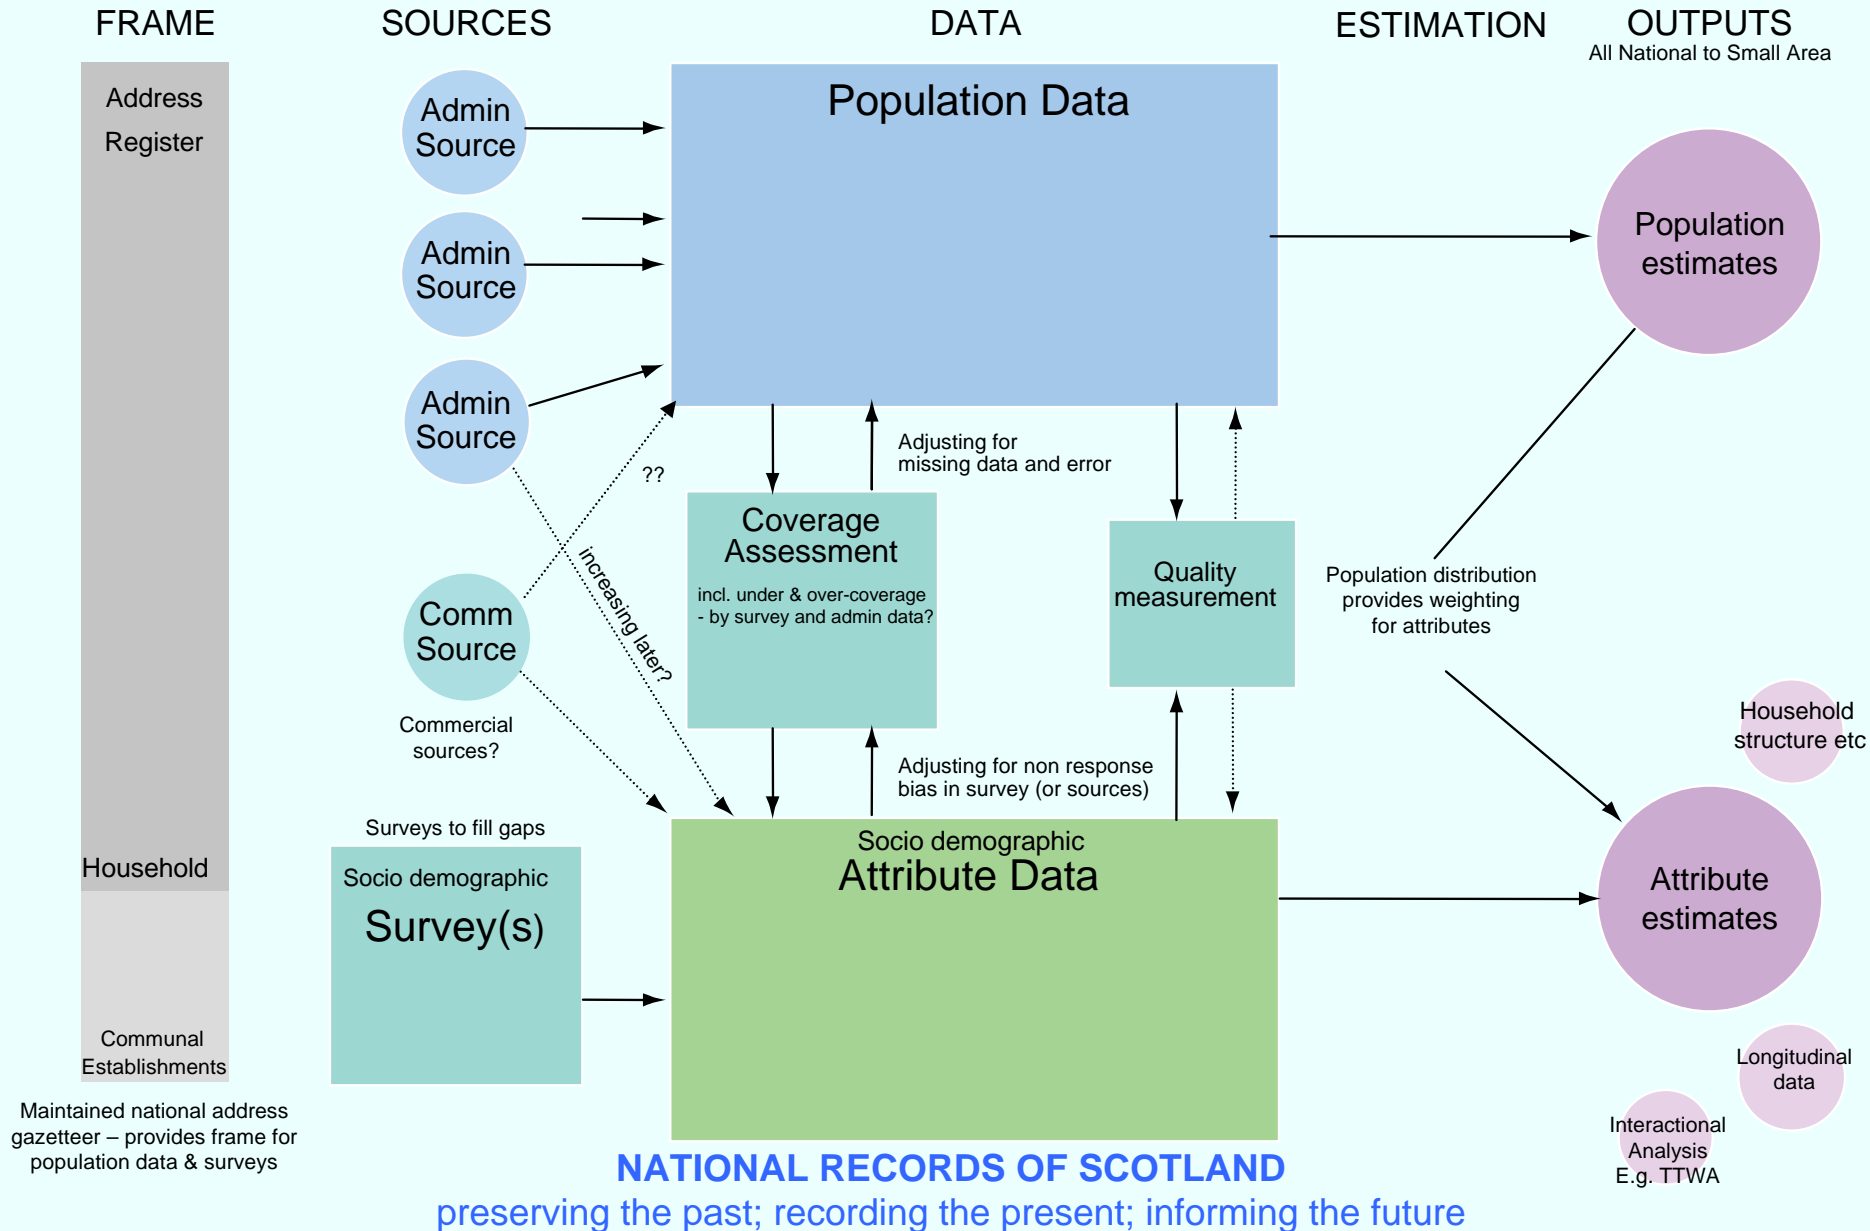 FRAME
SOURCES
DATA
ESTIMATION
OUTPUTS
All National to Small Area
Address
Register
Household
Communal
Establishments
Maintained national address
gazetteer – provides frame for
population data & surveys
Admin
Source
Admin
Source
Admin
Source
??
increasing later?
Comm
Source
Commercial
sources?
Surveys to fill gaps
Socio demographic
Survey(s)
Population Data
Adjusting for
missing data and error
Coverage
Assessment
incl. under & over-coverage
- by survey and admin data?
Quality
measurement
Adjusting for non response
bias in survey (or sources)
Socio demographic
Attribute Data
Population distribution
provides weighting
for attributes
Population
estimates
Household
structure etc
Attribute
estimates
Longitudinal
data
Interactional
Analysis
E.g. TTWA
NATIONAL RECORDS OF SCOTLAND
preserving the past; recording the present; informing the future